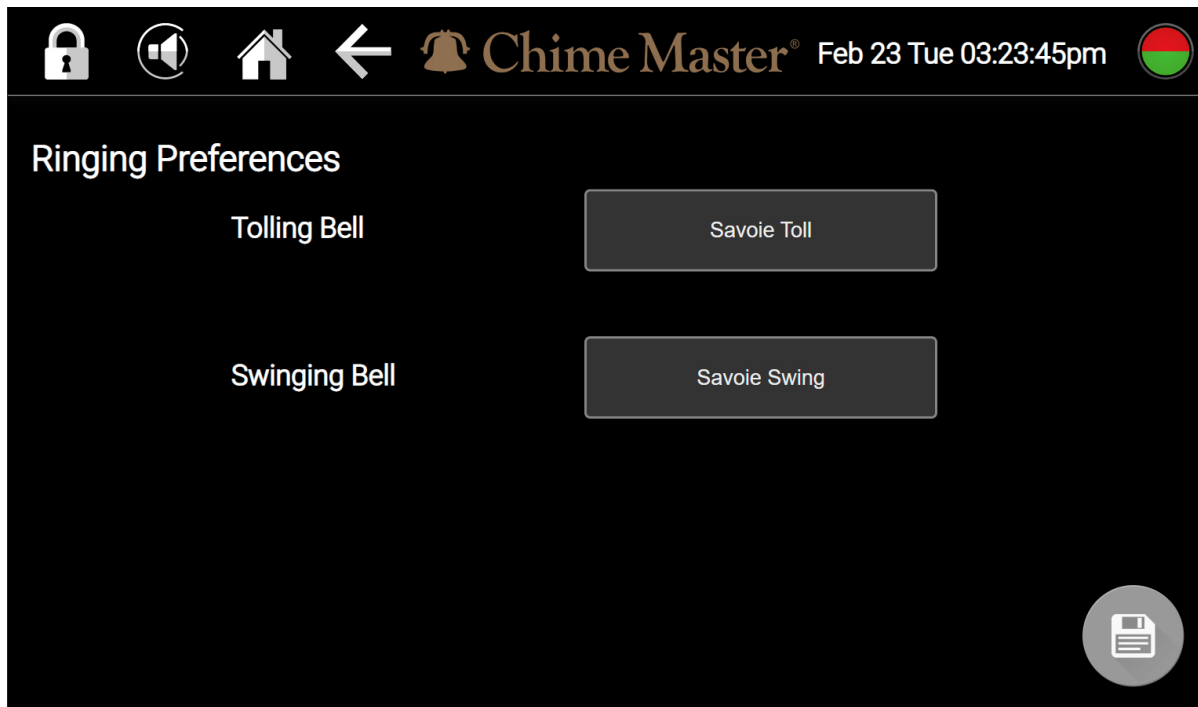 Chime Master® Feb 23 Tue 03:23:45pm
Ringing Preferences
Tolling Bell Savoie Toll
Swinging Bell Savoie Swing